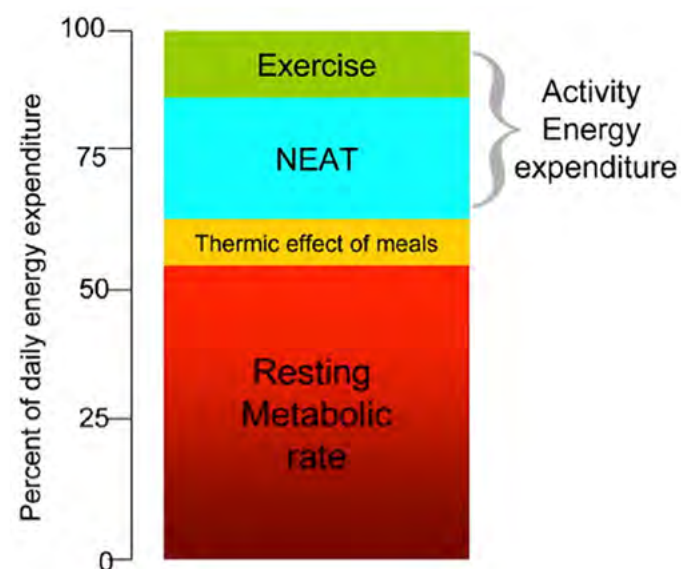 Percent of daily energy expenditure
100
75
50
25
0
Exercise
NEAT
Thermic effect of meals
Resting
Metabolic
rate
Activity
Energy
expenditure